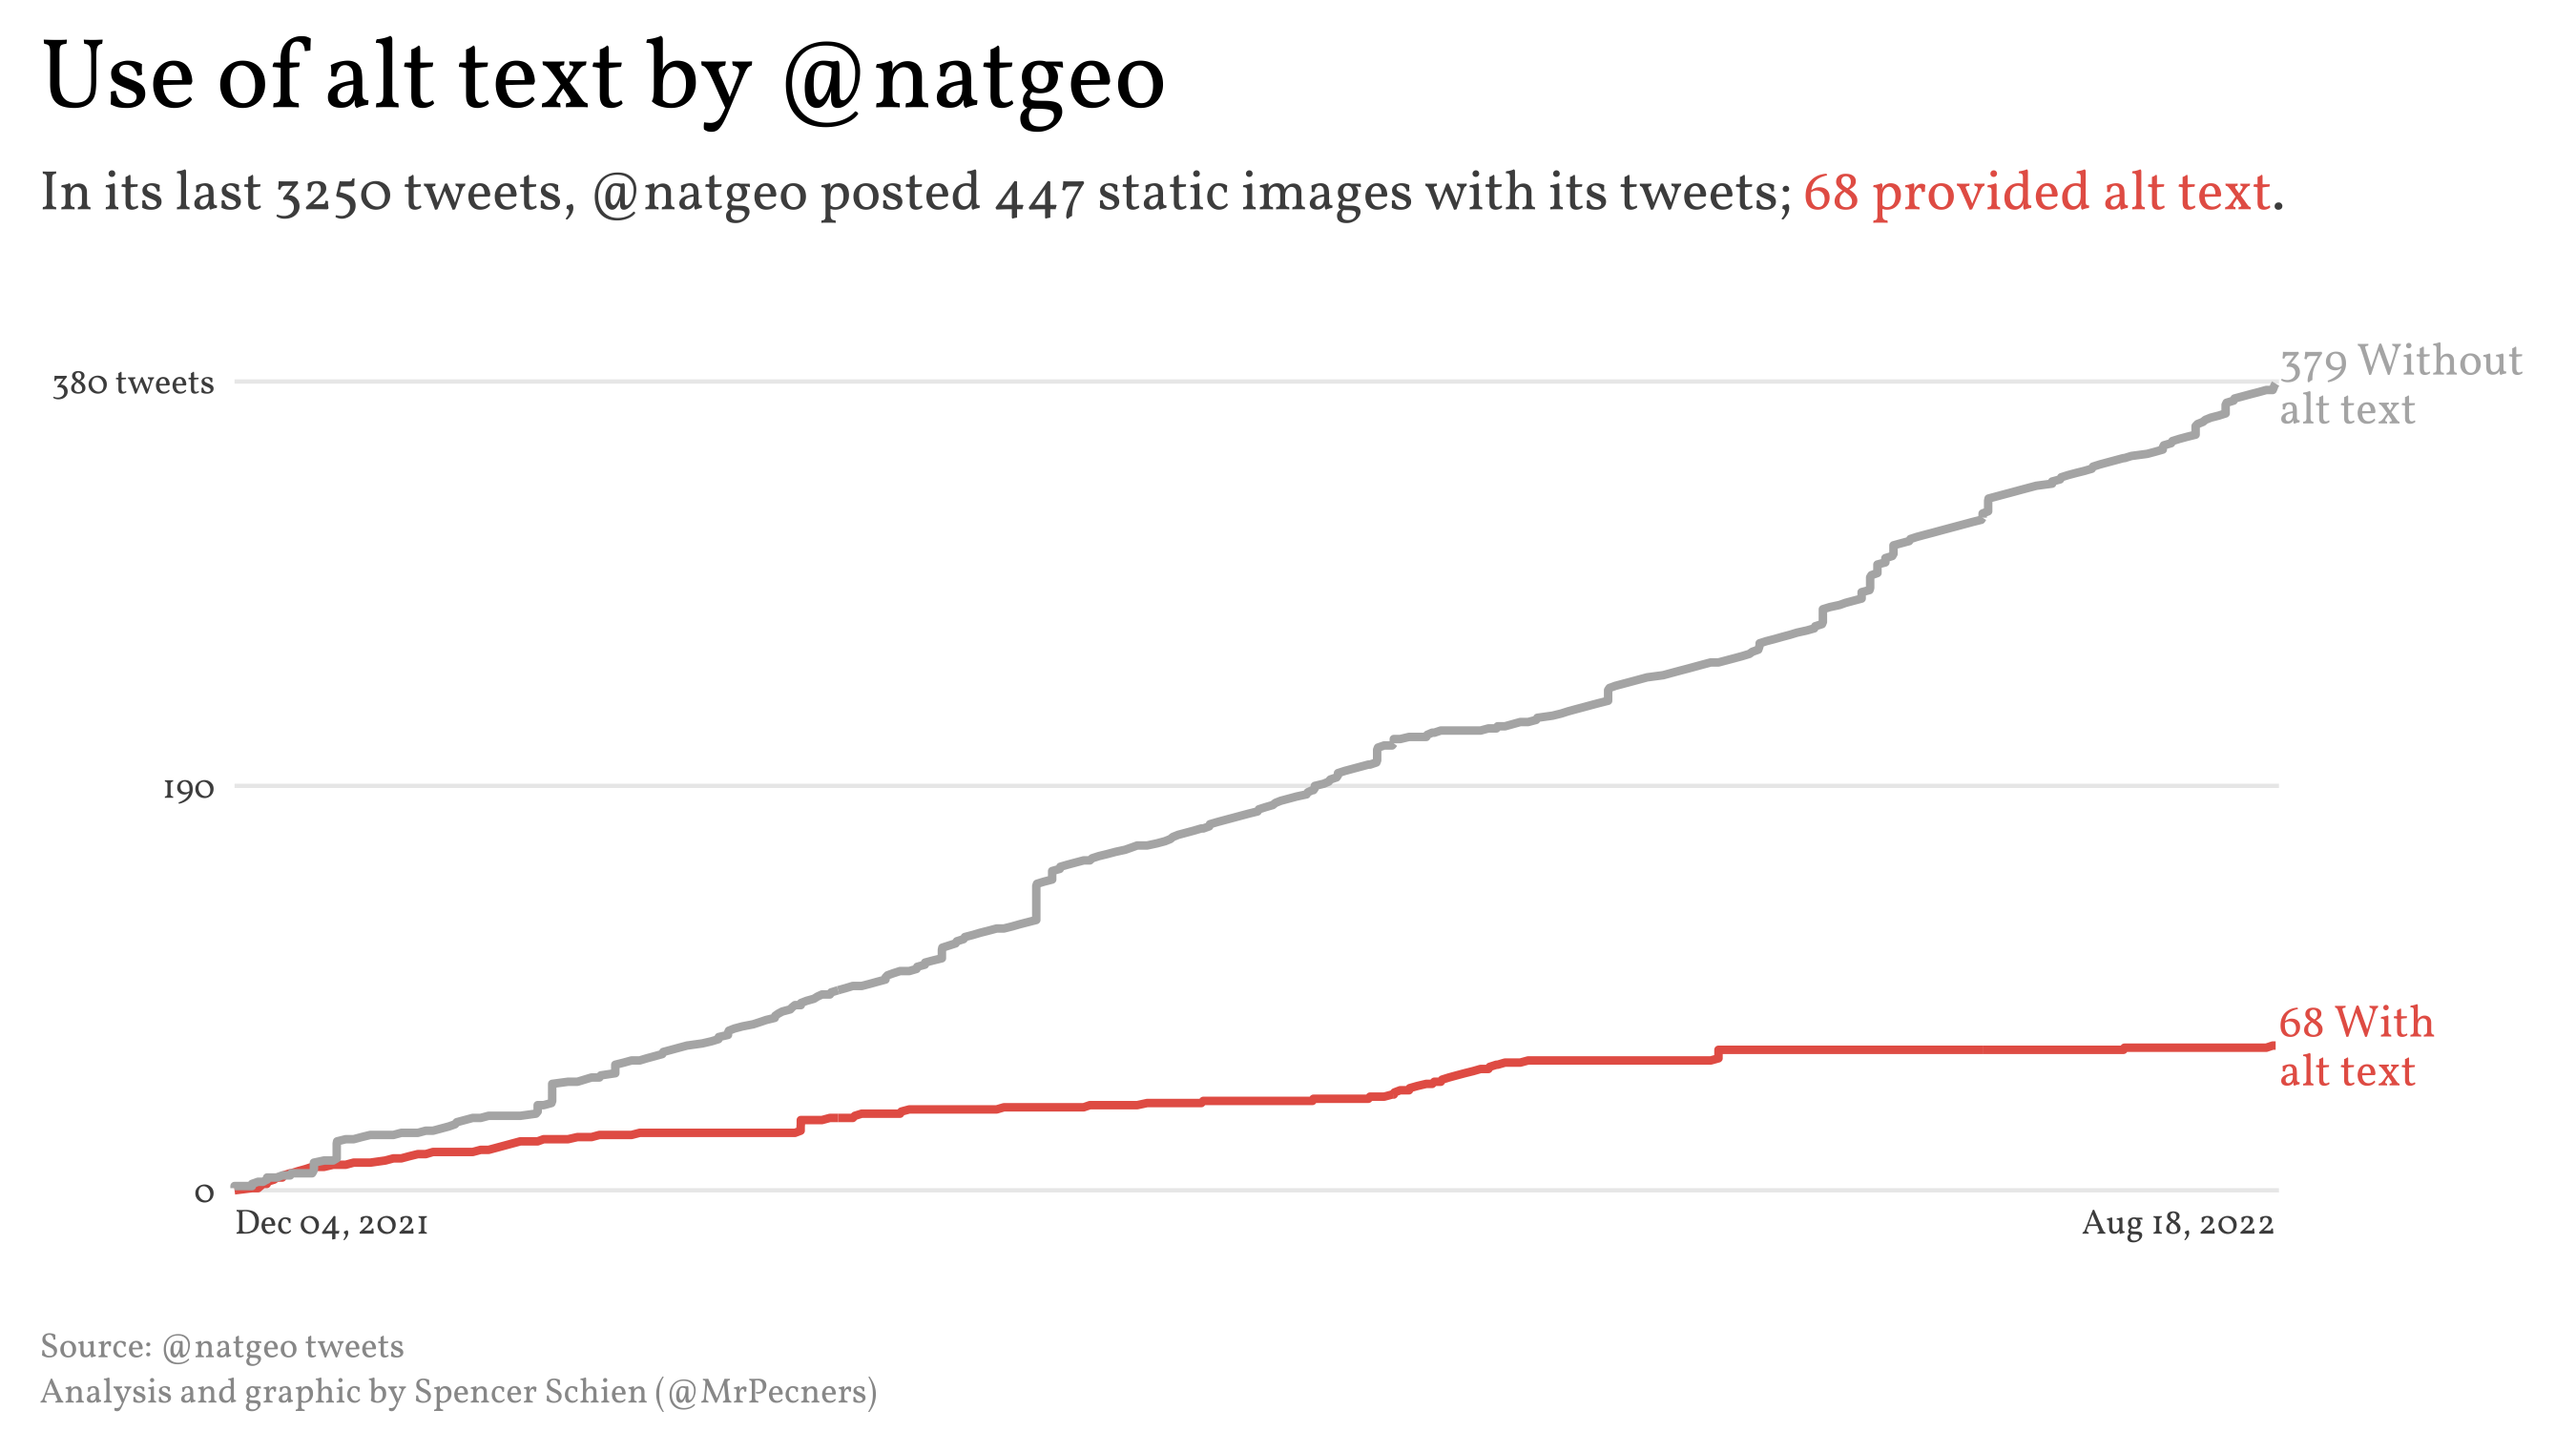 Use of alt text by @natgeo
In its last 3250 tweets, @natgeo posted 447 static images with its tweets; 68 provided alt text.
380 tweets
379 Without
alt text
190
68 With
alt text
0
Dec 04, 2021
Aug 18, 2022
Source: @natgeo tweets
Analysis and graphic by Spencer Schien (@MrPecners)